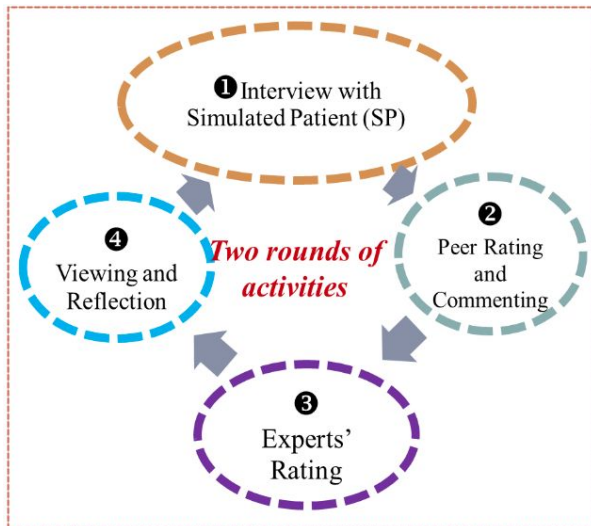 ❶Interview with
Simulated Patient (SP)
❷
Peer Rating
and
Commenting
❹
Viewing and
Reflection
Two rounds of
activities
❸
Experts’
Rating